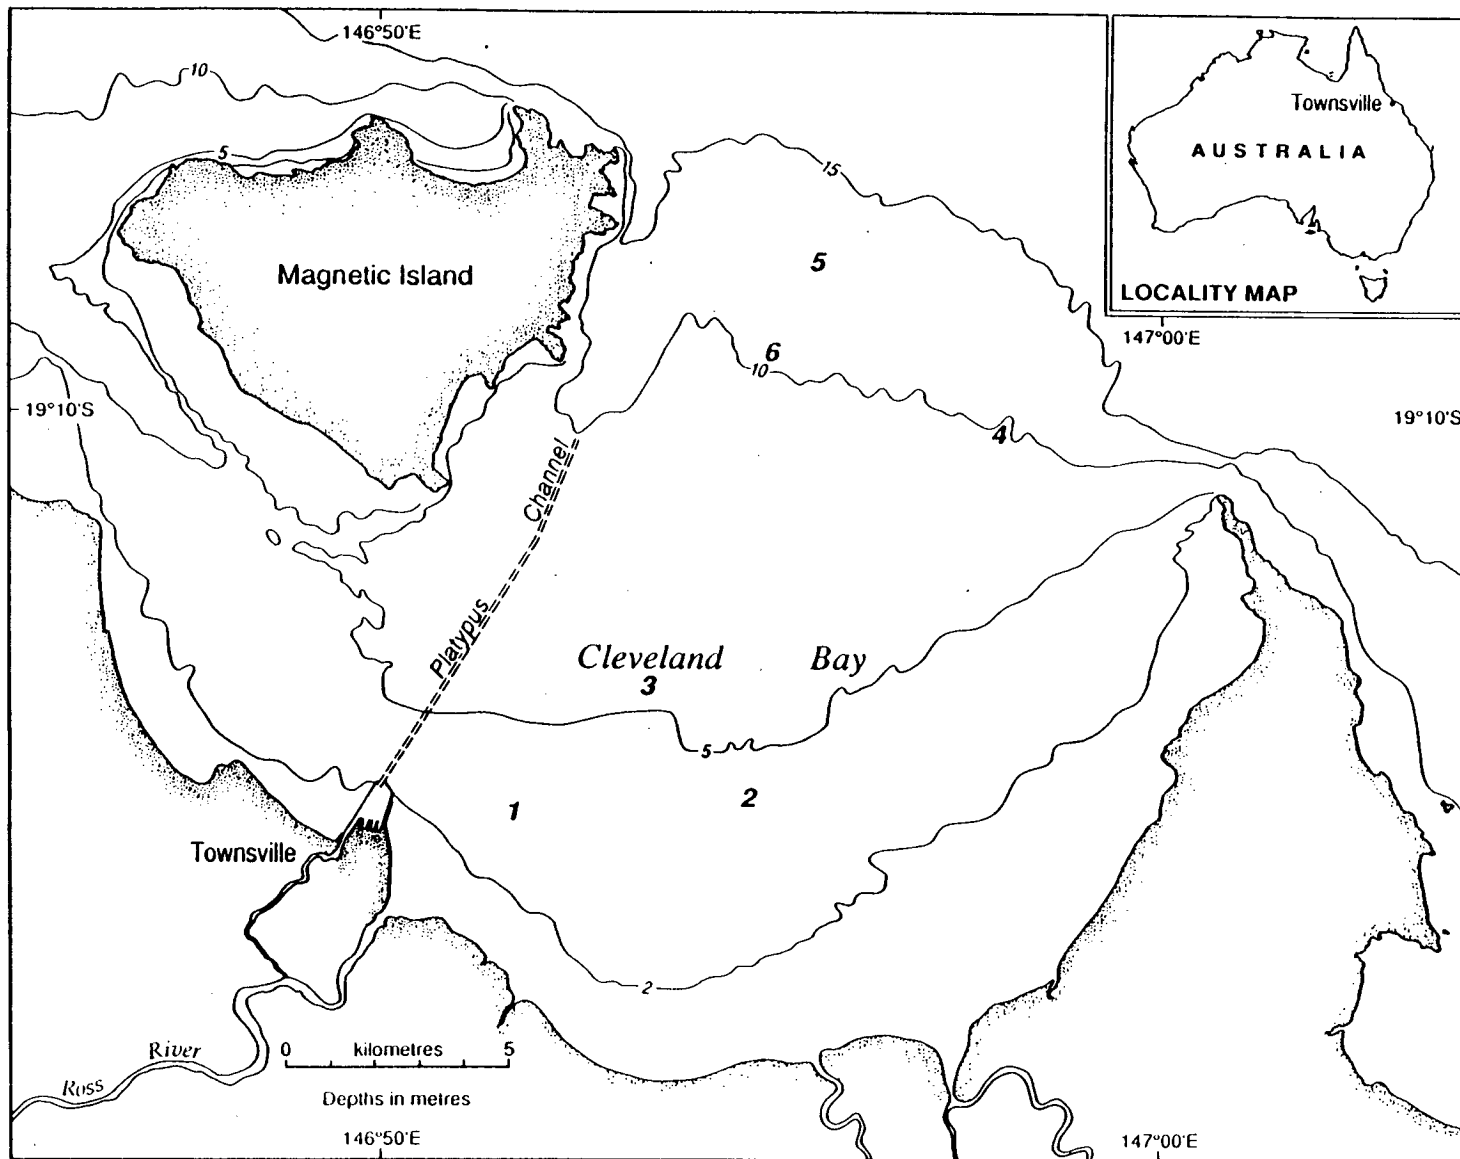 146°50'E
10
Townsville
5
15
AUSTRALIA
5
Magnetic Island
LOCALITY MAP
147°00'E
6
10
19°10'S
19°10'S
4
Channel
Platypus
Cleveland Bay
3
5
2
1
Townsville
2
River
Ross
0 kilometres 5
Depths in metres
146°50'E
147°00'E